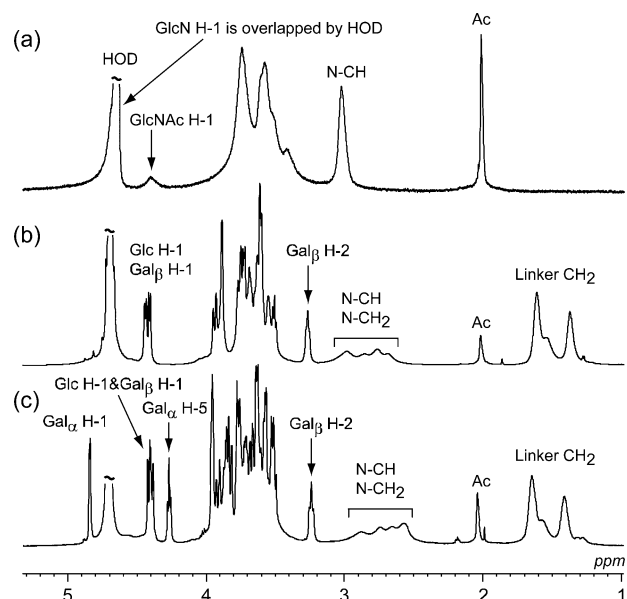 (a)
GlcN H-1 is overlapped by HOD
HOD
GlcNAc H-1
N-CH
Ac
(b)
Glc H-1
Galβ H-1
Galβ H-2
N-CH
N-CH2
Ac
Linker CH2
(c)
Glc H-1&Galβ H-1
Galα H-1
Galα H-5
Galβ H-2
N-CH
N-CH2
Ac
Linker CH2
ppm
5 4 3 2 1